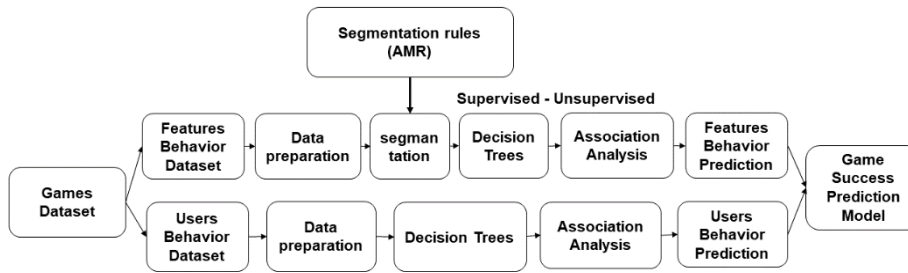 Segmentation rules
(AMR)
Supervised - Unsupervised
Games
Dataset
Features
Behavior
Dataset
Data
preparation
segman
tation
Decision
Trees
Association
Analysis
Features
Behavior
Prediction
Game
Success
Prediction
Model
Users
Behavior
Dataset
Data
preparation
Decision Trees
Association
Analysis
Users
Behavior
Prediction